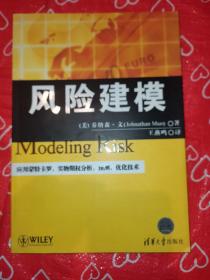 风险建模
(美) 乔纳森·文(Johnathan Mun) 著
王燕鸣 译
Modeling Risk
应用蒙特卡罗、实物期权分析、预测、优化技术
WILEY
清华大学出版社